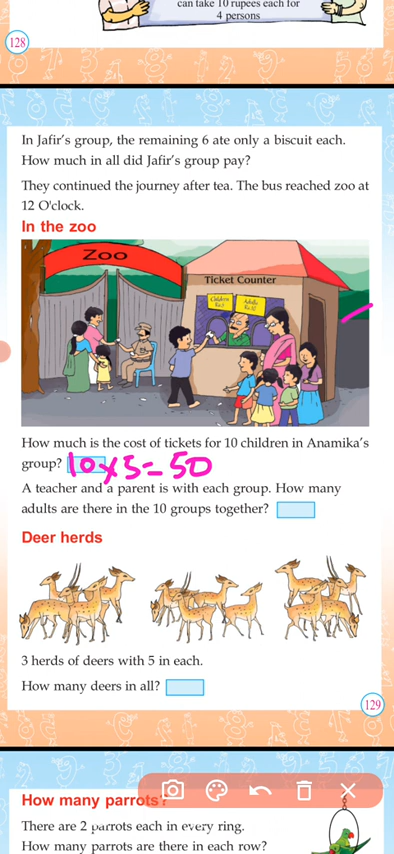 can take 10 rupees each for
4 persons
128
In Jafir's group, the remaining 6 ate only a biscuit each.
How much in all did Jafir's group pay?
They continued the journey after tea. The bus reached zoo at
12 O'clock.
In the zoo
Zoo
Ticket Counter
Children
Adults
How much is the cost of tickets for 10 children in Anamika's
group? 10 x 5 = 50
A teacher and a parent is with each group. How many
adults are there in the 10 groups together?
Deer herds
3 herds of deers with 5 in each.
How many deers in all?
129
How many parrots?
There are 2 parrots each in every ring.
How many parrots are there in each row?